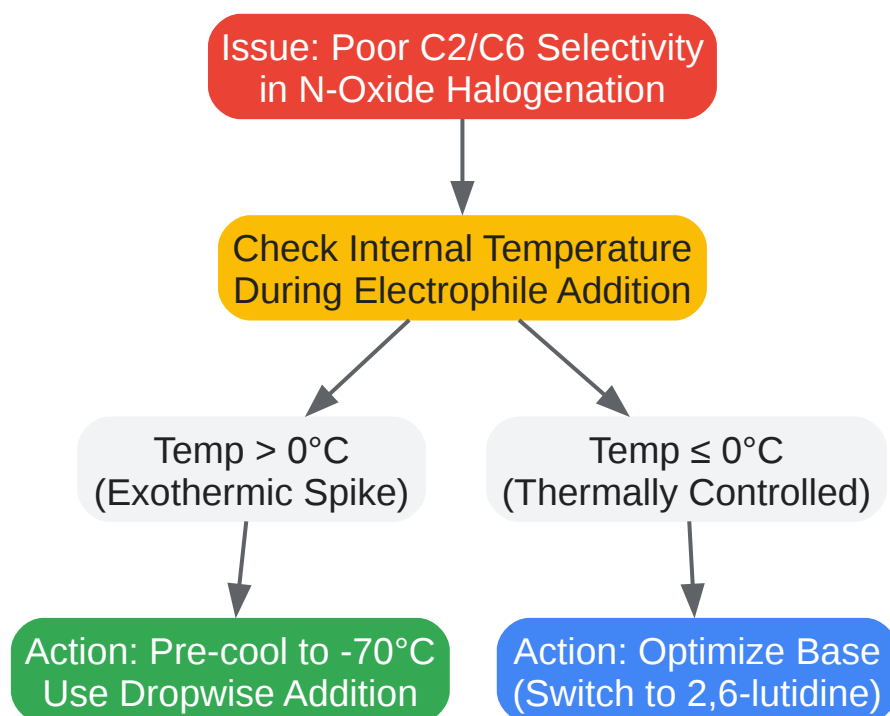 Issue: Poor C2/C6 Selectivity
in N-Oxide Halogenation
Check Internal Temperature
During Electrophile Addition
Temp > 0°C
(Exothermic Spike)
Temp ≤ 0°C
(Thermally Controlled)
Action: Pre-cool to -70°C
Use Dropwise Addition
Action: Optimize Base
(Switch to 2,6-lutidine)